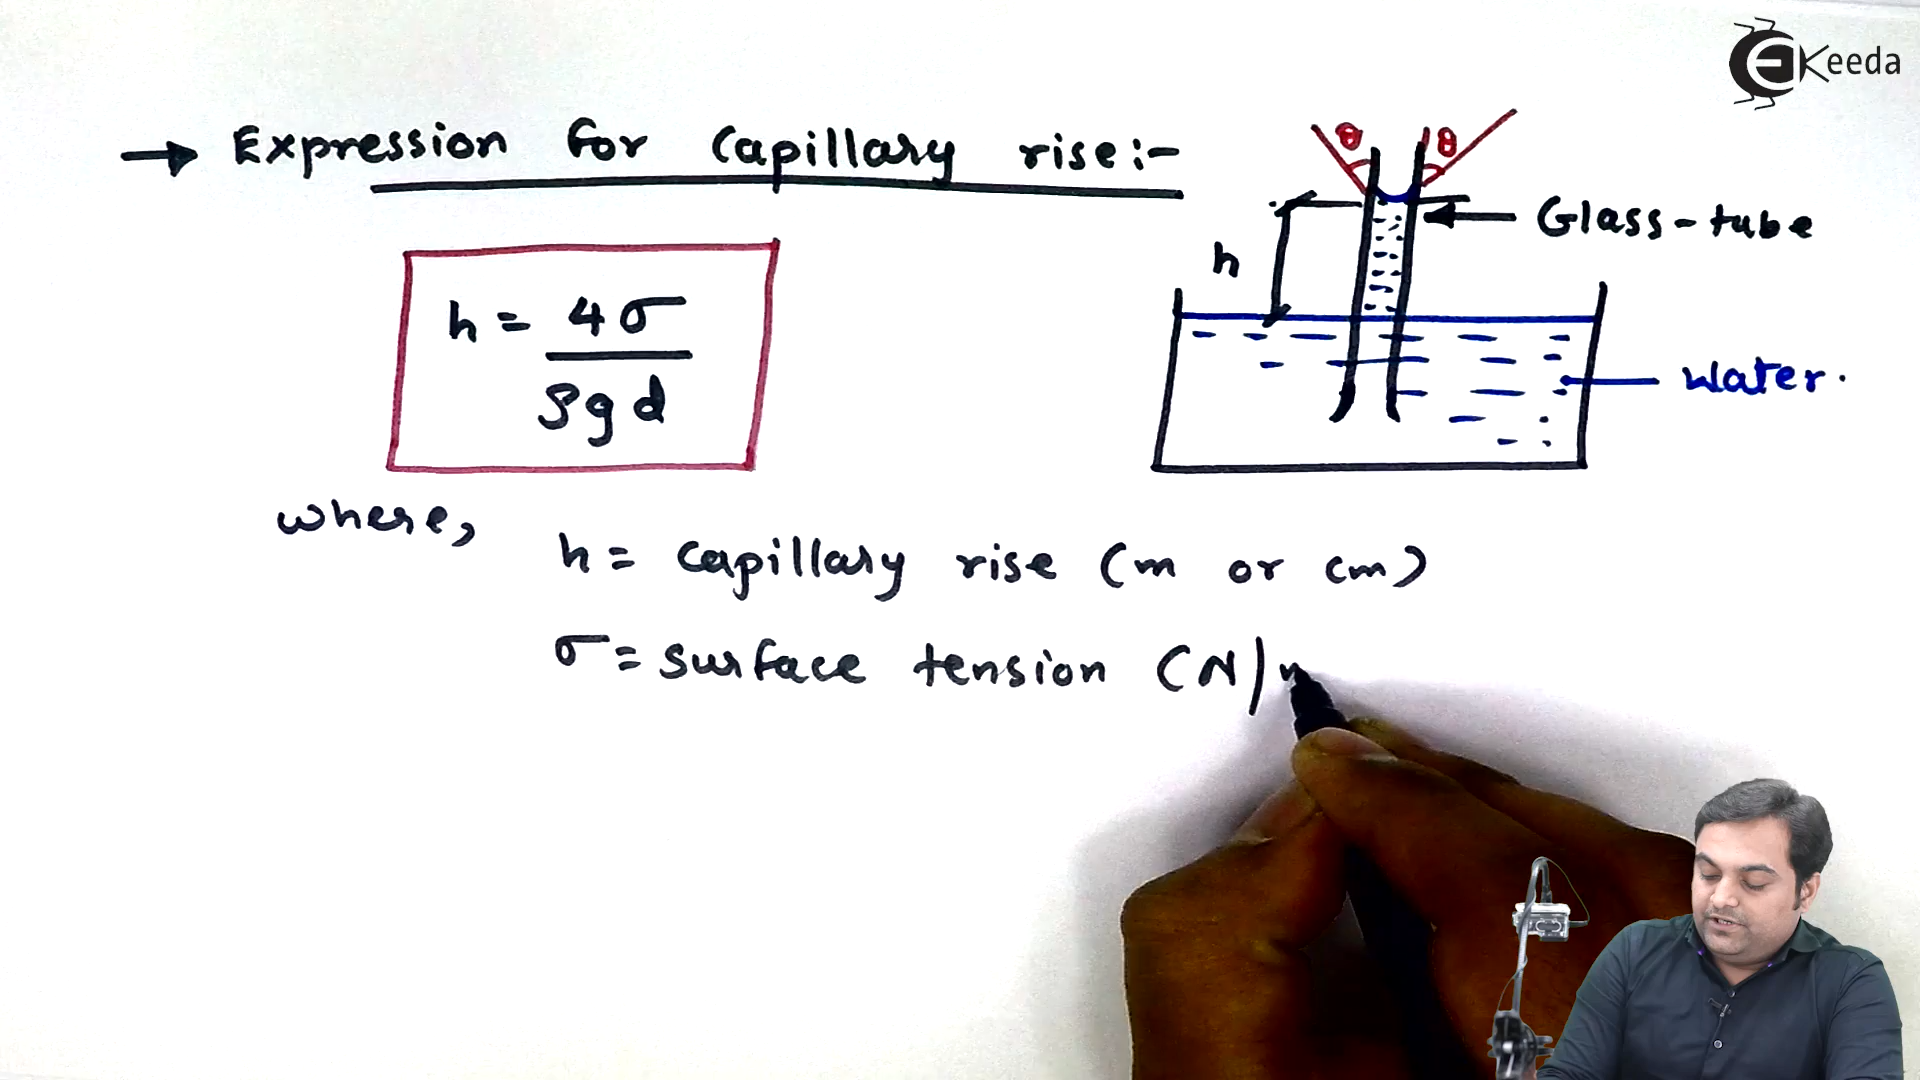 eKeeda
→ Expression for capillary rise:-
θ θ
Glass-tube
h
h = 4σ
ρgd
Water.
where,
h = capillary rise (m or cm)
σ = surface tension (N/m